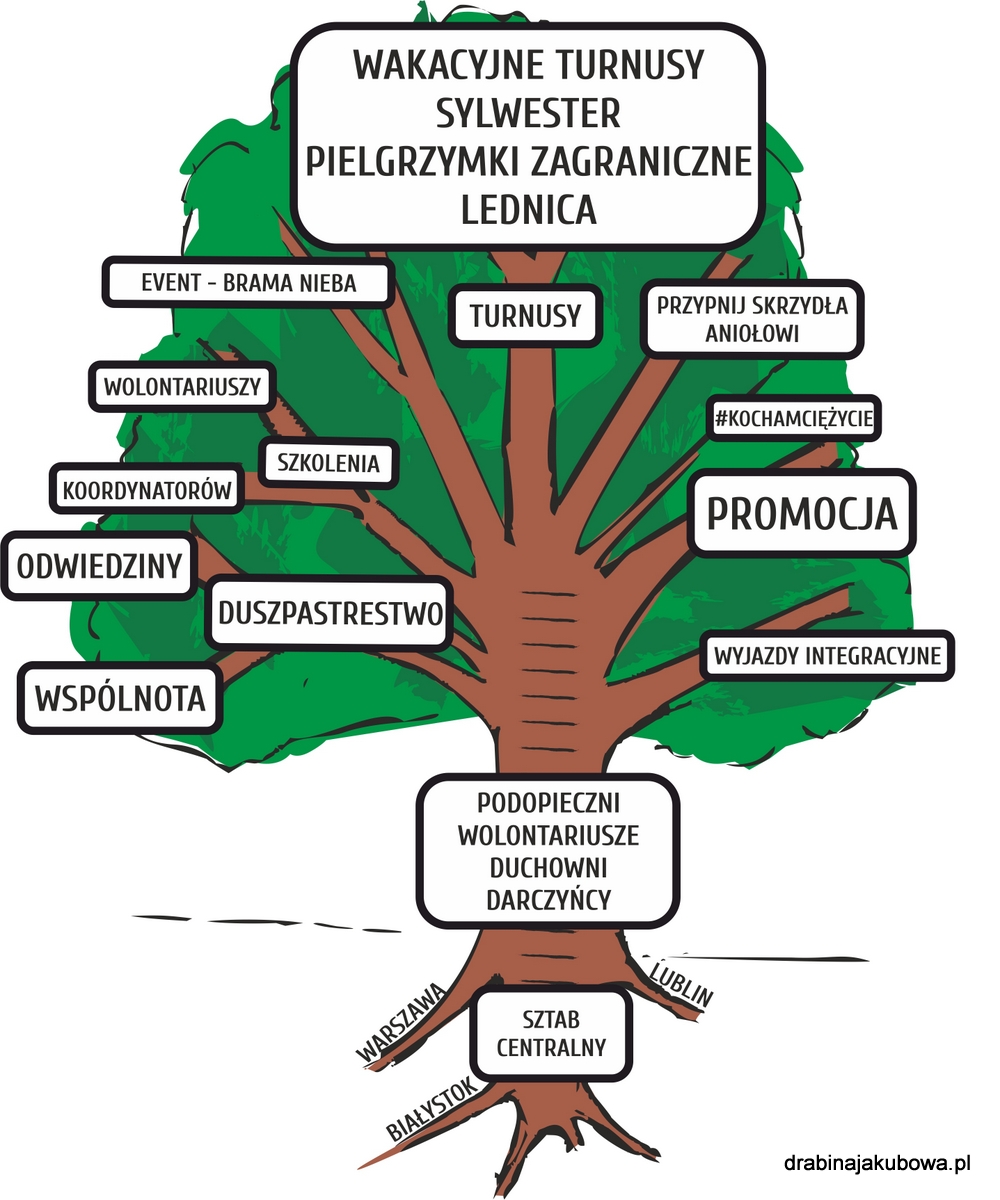 WAKACYJNE TURNUSY
SYLWESTER
PIELGRZYMKI ZAGRANICZNE
LEDNICA
EVENT - BRAMA NIEBA
TURNUSY
PRZYPNIJ SKRZYDŁA
ANIOŁOWI
WOLONTARIUSZY
#KOCHAMCIĘŻYCIE
SZKOLENIA
KOORDYNATORÓW
PROMOCJA
ODWIEDZINY
DUSZPASTRESTWO
WYJAZDY INTEGRACYJNE
WSPÓLNOTA
PODOPIECZNI
WOLONTARIUSZE
DUCHOWNI
DARCZYŃCY
WARSZAWA
LUBLIN
SZTAB
CENTRALNY
BIAŁYSTOK
drabinajakubowa.pl